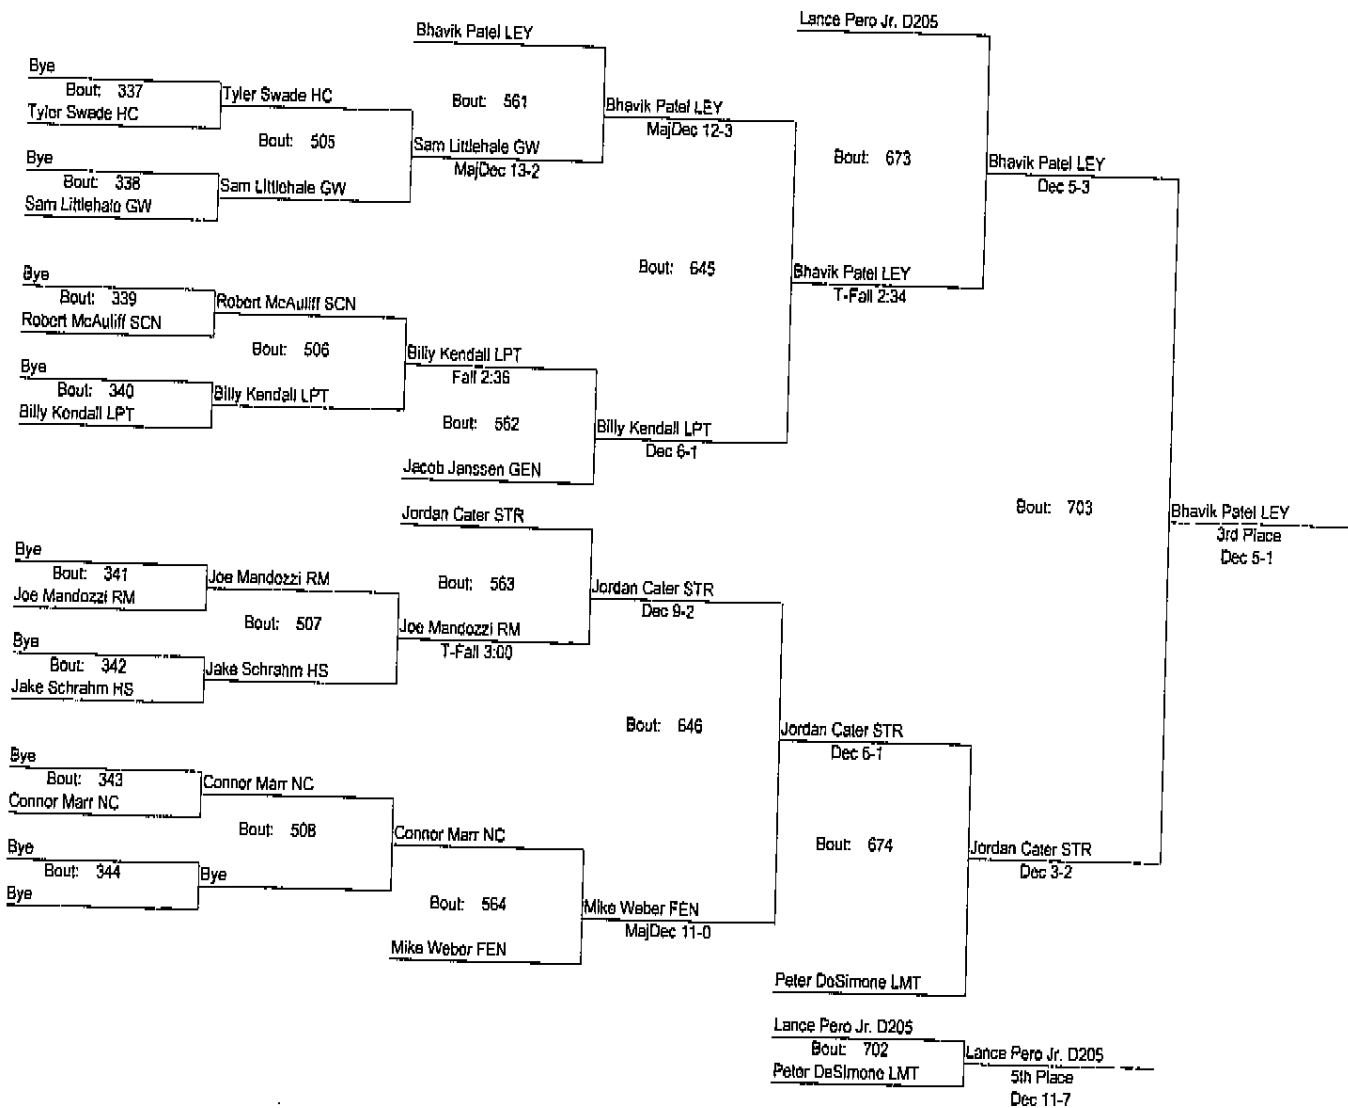 Lance Pero Jr. D205
Bhavik Patel LEY
Bye
Bout: 337
Tyler Swade HC
Tyler Swade HC
Bout: 561
Bhavik Patel LEY
MajDec 12-3
Bout: 505
Sam Littlehale GW
MajDec 13-2
Bout: 673
Bhavik Patel LEY
Dec 5-3
Bye
Bout: 338
Sam Littlehale GW
Sam Littlehale GW
Bout: 645
Bhavik Patel LEY
T-Fall 2:34
Bye
Bout: 339
Robert McAuliff SCN
Robert McAuliff SCN
Bout: 506
Billy Kendall LPT
Fall 2:36
Bye
Bout: 340
Billy Kendall LPT
Billy Kendall LPT
Bout: 562
Billy Kendall LPT
Dec 6-1
Jacob Janssen GEN
Bout: 703
Bhavik Patel LEY
3rd Place
Dec 5-1
Jordan Cater STR
Bye
Bout: 341
Joe Mandozzi RM
Joe Mandozzi RM
Bout: 563
Jordan Cater STR
Dec 9-2
Bout: 507
Joe Mandozzi RM
T-Fall 3:00
Bye
Bout: 342
Jake Schrahm HS
Jake Schrahm HS
Bout: 646
Jordan Cater STR
Dec 6-1
Bye
Bout: 343
Connor Marr NC
Connor Marr NC
Bout: 508
Connor Marr NC
Bout: 674
Jordan Cater STR
Dec 3-2
Bye
Bout: 344
Bye
Bye
Bout: 564
Mike Weber FEN
MajDec 11-0
Mike Weber FEN
Peter DeSimone LMT
Lance Pero Jr. D205
Bout: 702
Peter DeSimone LMT
Lance Pero Jr. D205
5th Place
Dec 11-7